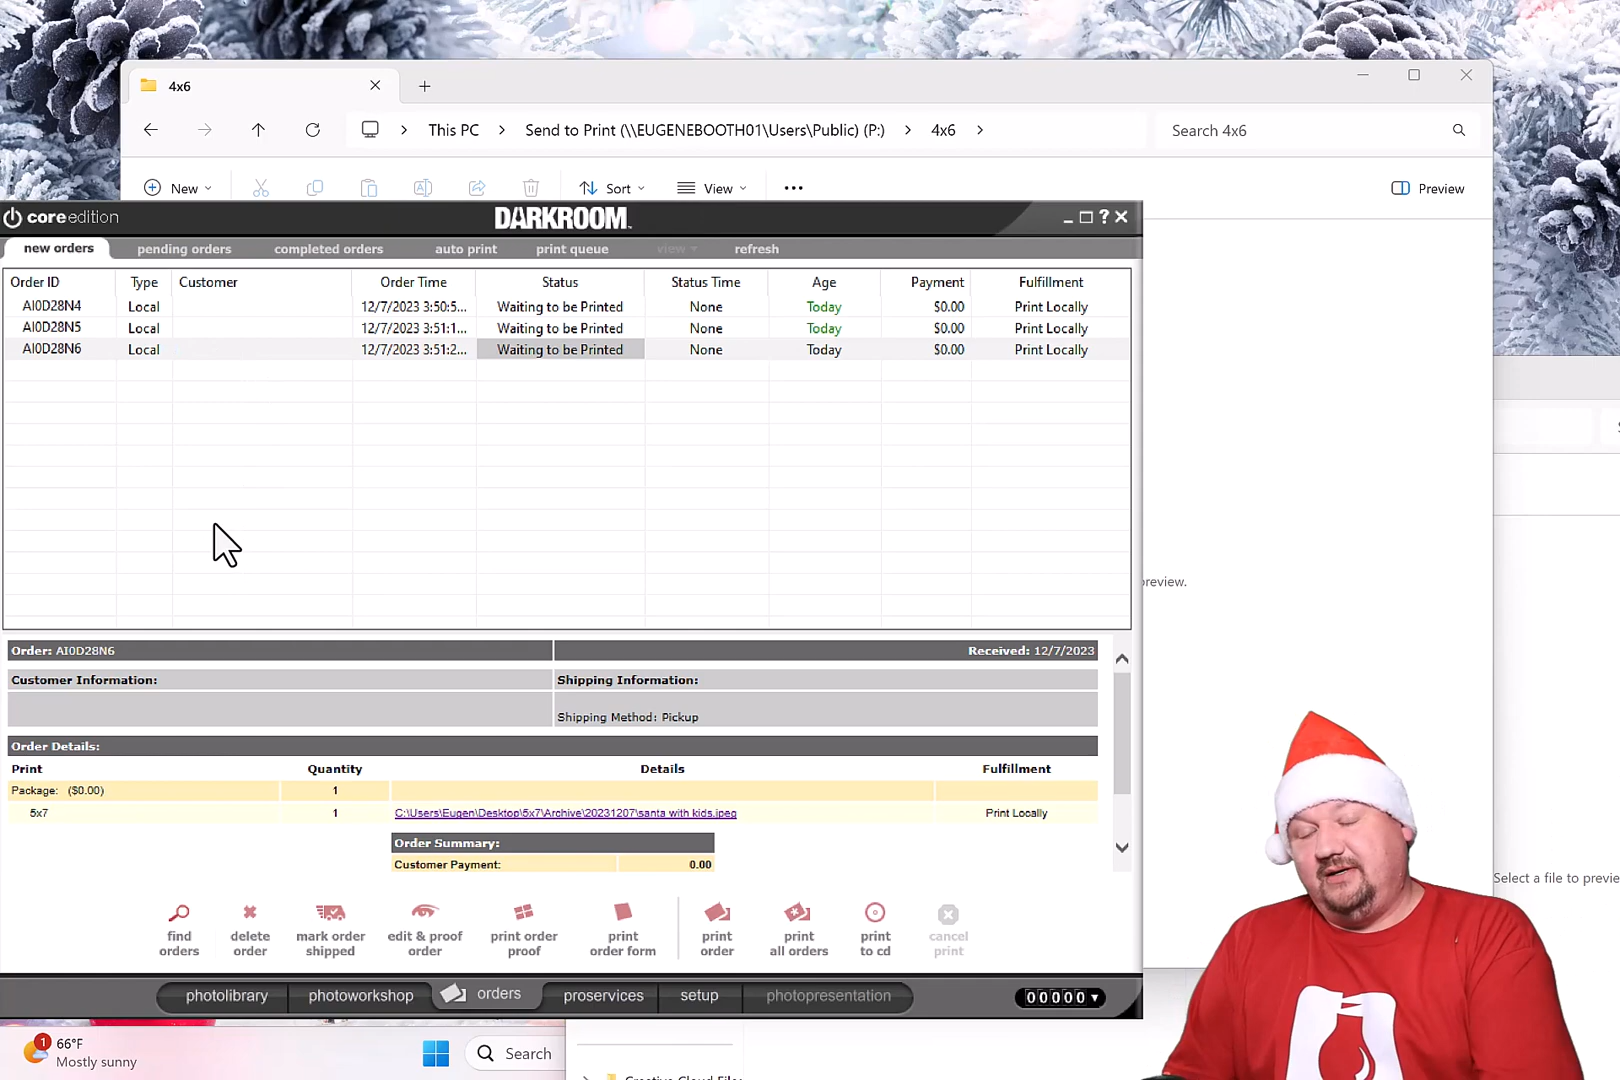 4x6
This PC > Send to Print (\\EUGENEBOOTH01\Users\Public) (P:) > 4x6 >
Search 4x6
New
Sort
View
Preview
coreedition
DARKROOM
new orders
pending orders
completed orders
auto print
print queue
view
refresh
Order ID Type Customer Order Time Status Status Time Age Payment Fulfillment
AI0D28N4 Local 12/7/2023 3:50:5... Waiting to be Printed None Today $0.00 Print Locally
AI0D28N5 Local 12/7/2023 3:51:1... Waiting to be Printed None Today $0.00 Print Locally
AI0D28N6 Local 12/7/2023 3:51:2... Waiting to be Printed None Today $0.00 Print Locally
preview.
Order: AI0D28N6
Received: 12/7/2023
Customer Information:
Shipping Information:
Shipping Method: Pickup
Order Details:
Print Quantity Details Fulfillment
Package: ($0.00) 1
5x7 1 C:\Users\Eugen\Desktop\5x7\Archive\20231207\santa with kids.jpeg Print Locally
Order Summary:
Customer Payment: 0.00
Select a file to previe
find orders
delete order
mark order shipped
edit & proof order
print order proof
print order form
print order
print all orders
print to cd
cancel print
photolibrary
photoworkshop
orders
proservices
setup
photopresentation
00000
1
66°F
Mostly sunny
Search